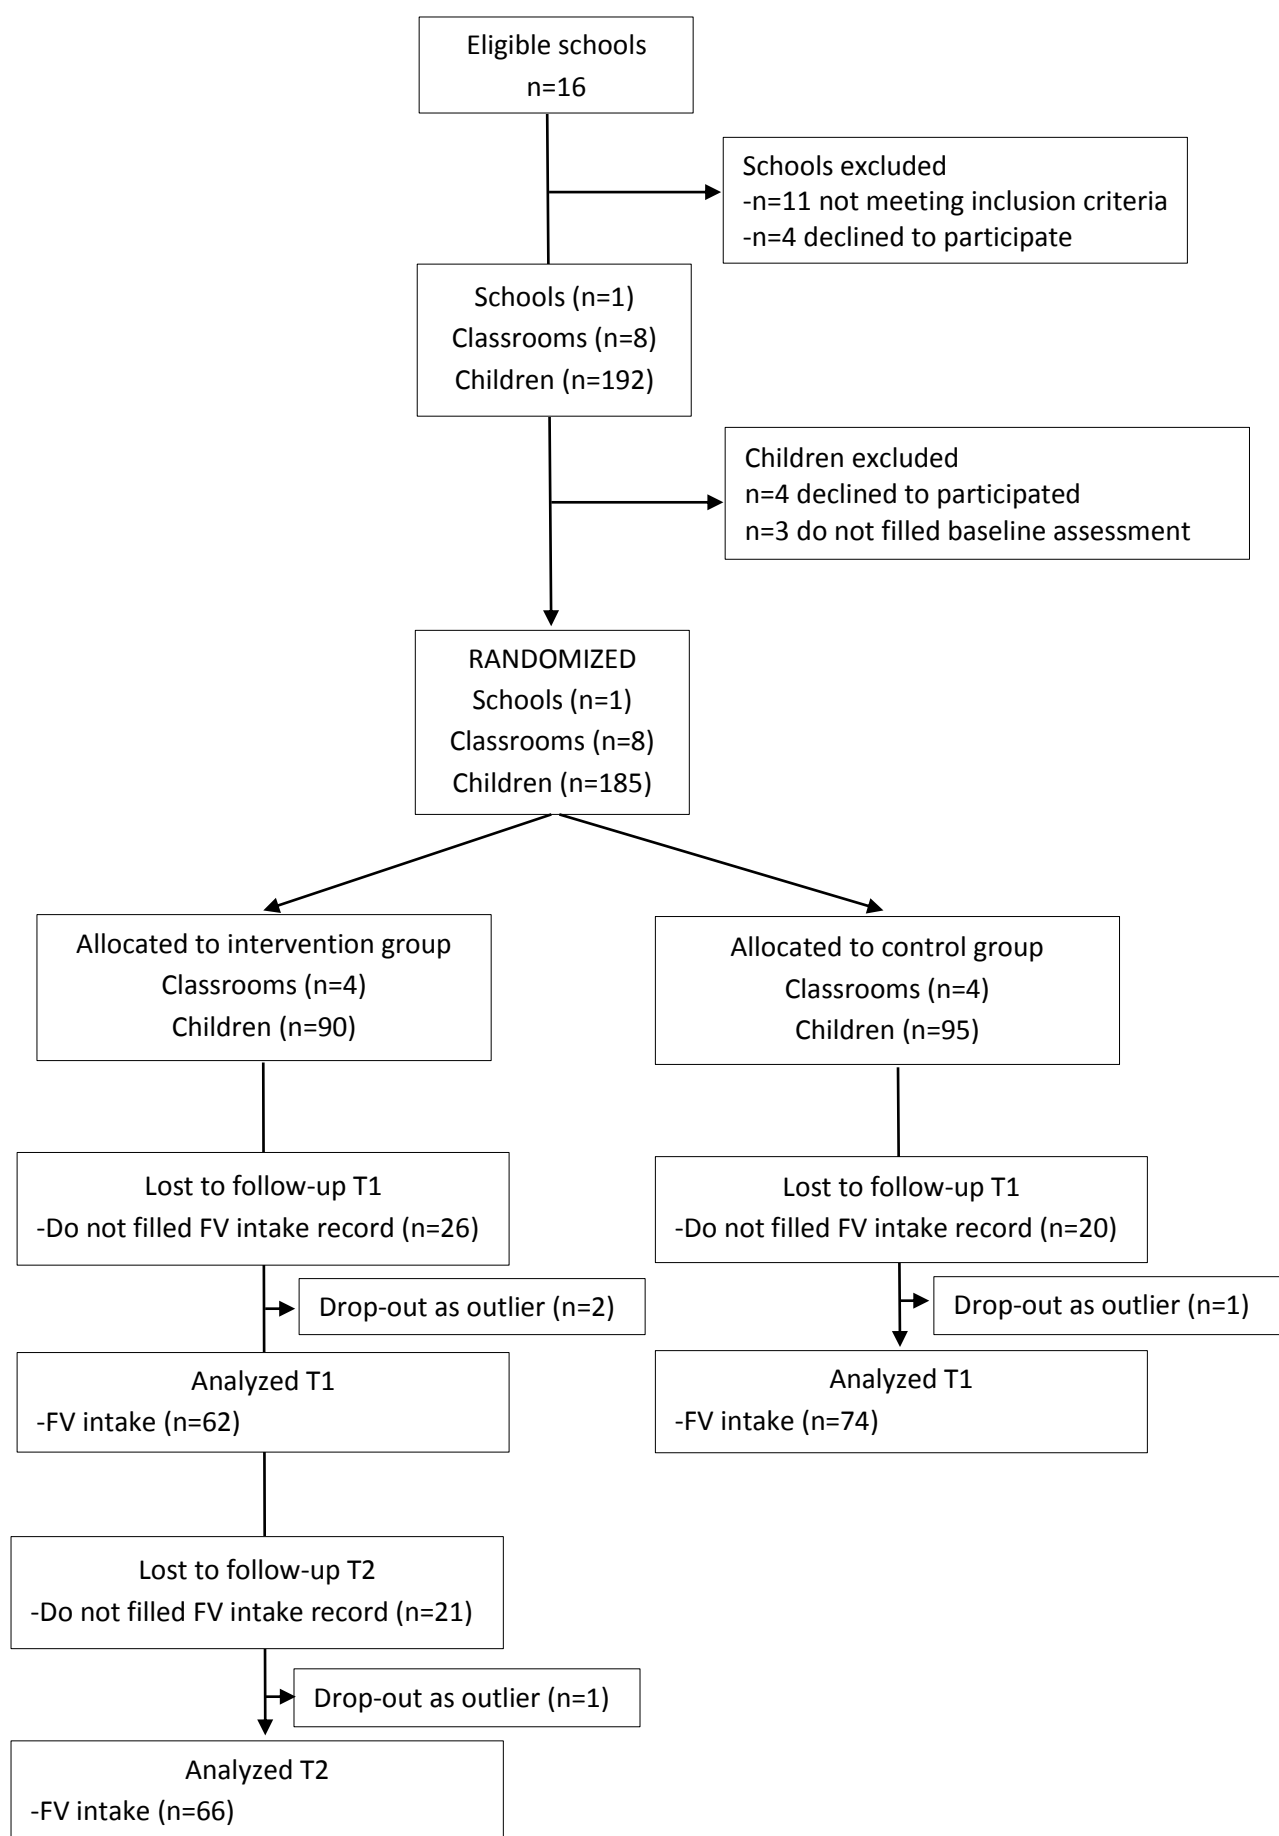 Eligible schools
n=16
Schools excluded
-n=11 not meeting inclusion criteria
-n=4 declined to participate
Schools (n=1)
Classrooms (n=8)
Children (n=192)
Children excluded
n=4 declined to participated
n=3 do not filled baseline assessment
RANDOMIZED
Schools (n=1)
Classrooms (n=8)
Children (n=185)
Allocated to intervention group
Classrooms (n=4)
Children (n=90)
Allocated to control group
Classrooms (n=4)
Children (n=95)
Lost to follow-up T1
-Do not filled FV intake record (n=26)
Lost to follow-up T1
-Do not filled FV intake record (n=20)
Drop-out as outlier (n=2)
Drop-out as outlier (n=1)
Analyzed T1
-FV intake (n=62)
Analyzed T1
-FV intake (n=74)
Lost to follow-up T2
-Do not filled FV intake record (n=21)
Drop-out as outlier (n=1)
Analyzed T2
-FV intake (n=66)